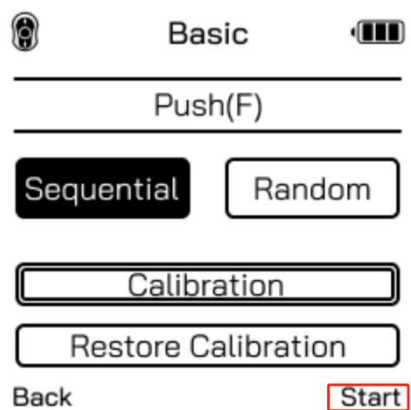 Basic
Push(F)
Sequential Random
Calibration
Restore Calibration
Back Start